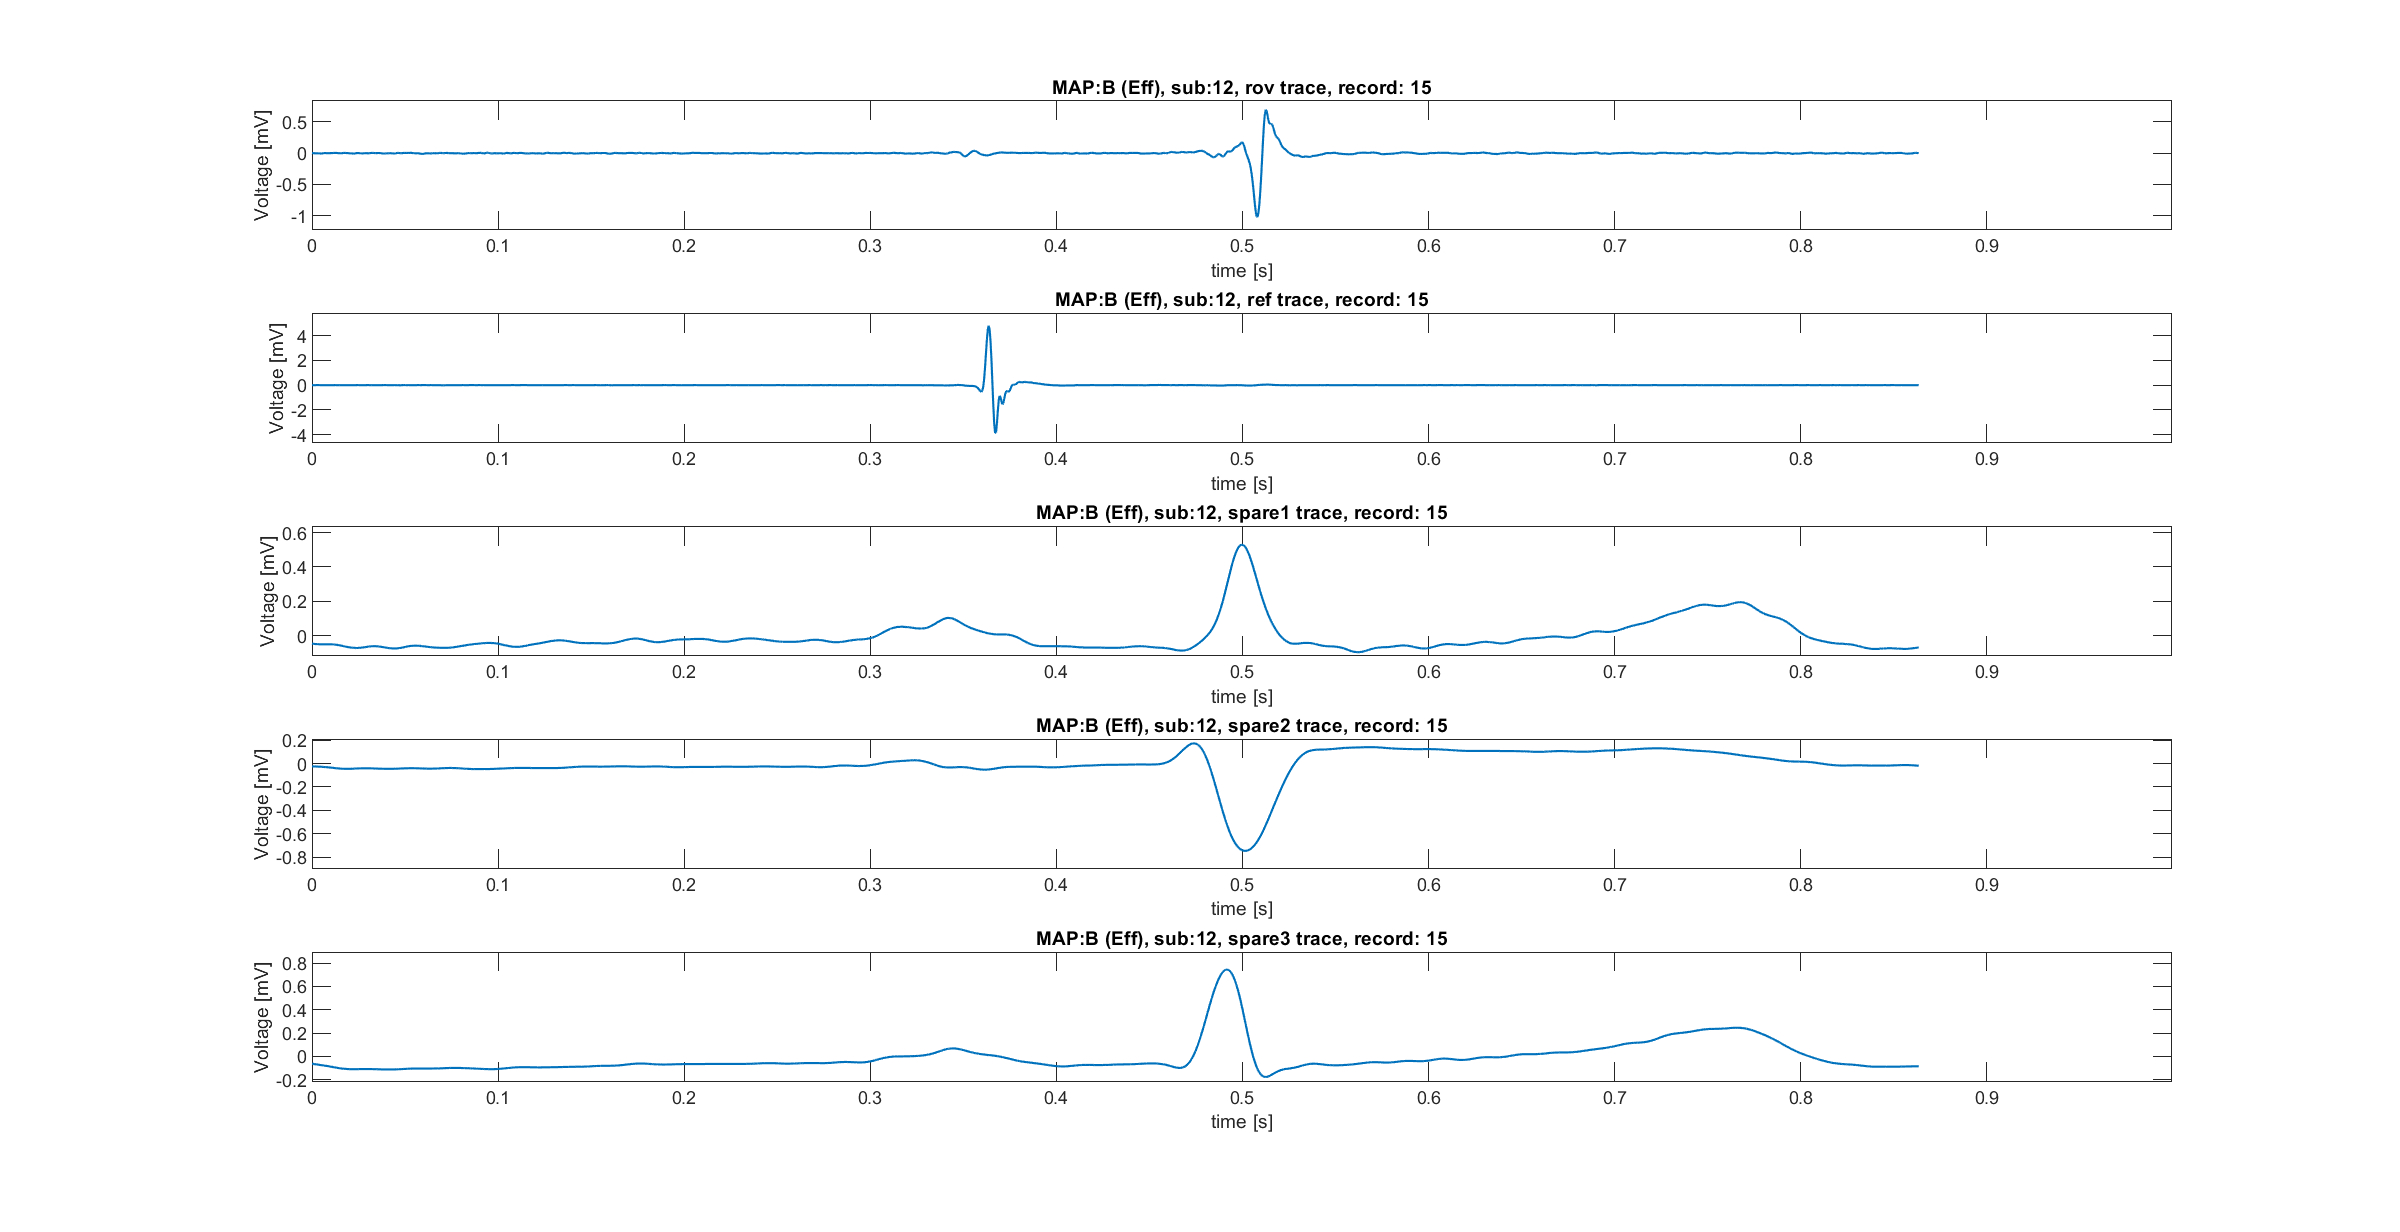 MAP:B (Eff), sub:12, rov trace, record: 15
Voltage [mV]
0.5
0
-0.5
-1
0 0.1 0.2 0.3 0.4 0.5 0.6 0.7 0.8 0.9
time [s]
MAP:B (Eff), sub:12, ref trace, record: 15
Voltage [mV]
4
2
0
-2
-4
0 0.1 0.2 0.3 0.4 0.5 0.6 0.7 0.8 0.9
time [s]
MAP:B (Eff), sub:12, spare1 trace, record: 15
Voltage [mV]
0.6
0.4
0.2
0
0 0.1 0.2 0.3 0.4 0.5 0.6 0.7 0.8 0.9
time [s]
MAP:B (Eff), sub:12, spare2 trace, record: 15
Voltage [mV]
0.2
0
-0.2
-0.4
-0.6
-0.8
0 0.1 0.2 0.3 0.4 0.5 0.6 0.7 0.8 0.9
time [s]
MAP:B (Eff), sub:12, spare3 trace, record: 15
Voltage [mV]
0.8
0.6
0.4
0.2
0
-0.2
0 0.1 0.2 0.3 0.4 0.5 0.6 0.7 0.8 0.9
time [s]